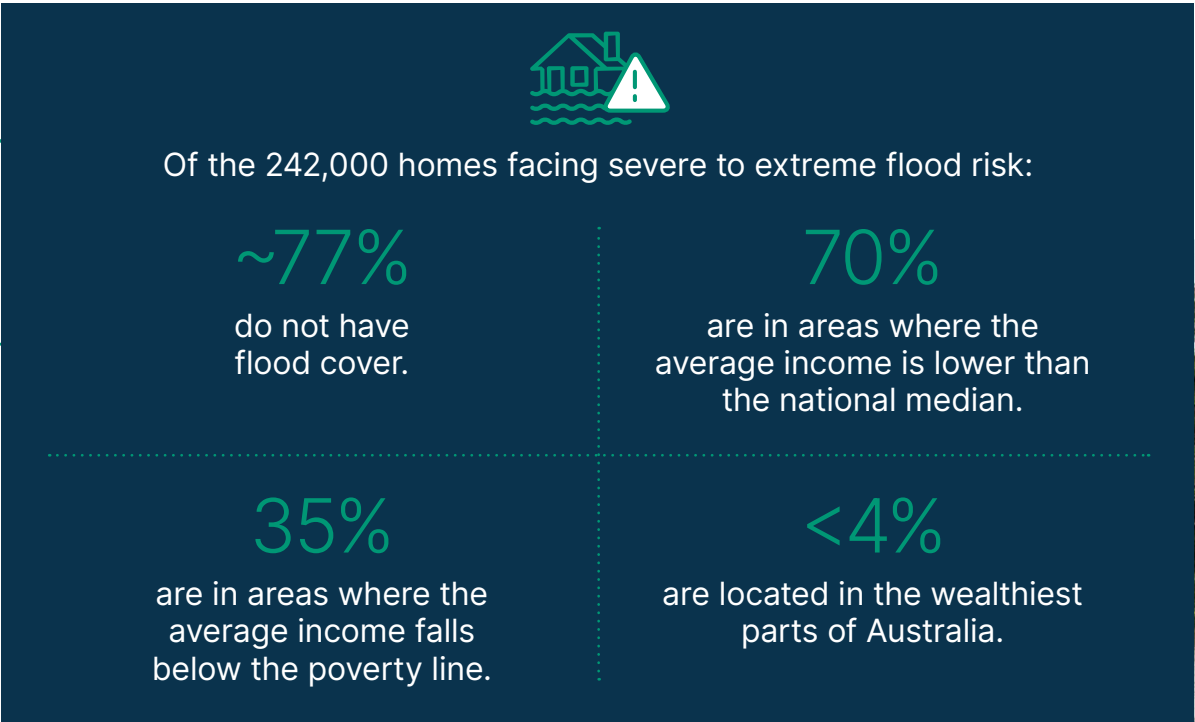 Of the 242,000 homes facing severe to extreme flood risk:
~77%
do not have
flood cover.
70%
are in areas where the
average income is lower than
the national median.
35%
are in areas where the
average income falls
below the poverty line.
<4%
are located in the wealthiest
parts of Australia.